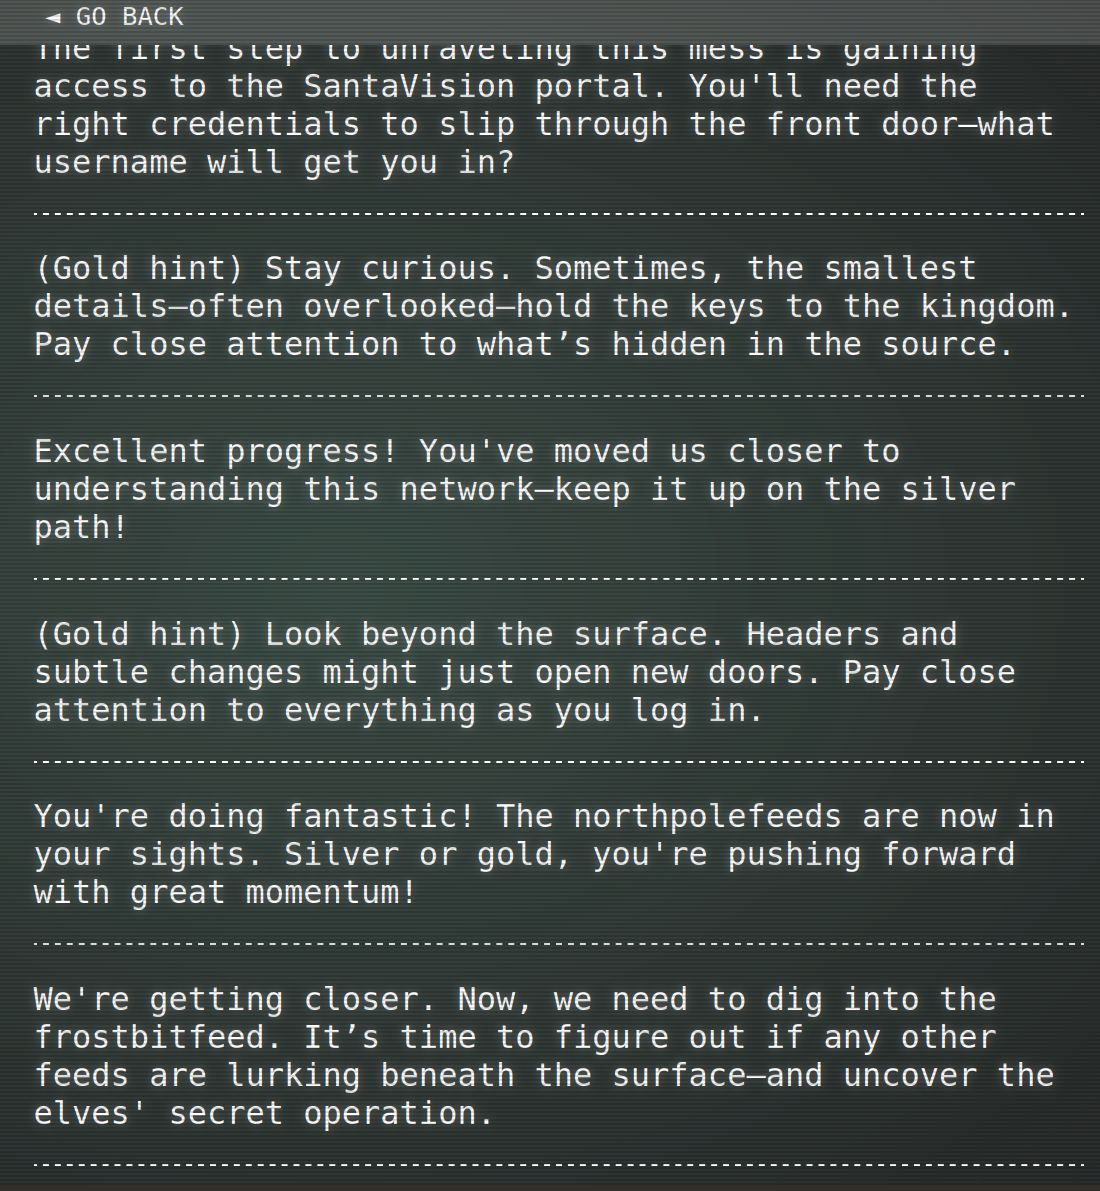 ◄ GO BACK
The first step to unraveling this mess is gaining
access to the SantaVision portal. You'll need the
right credentials to slip through the front door—what
username will get you in?
(Gold hint) Stay curious. Sometimes, the smallest
details—often overlooked—hold the keys to the kingdom.
Pay close attention to what’s hidden in the source.
Excellent progress! You've moved us closer to
understanding this network—keep it up on the silver
path!
(Gold hint) Look beyond the surface. Headers and
subtle changes might just open new doors. Pay close
attention to everything as you log in.
You're doing fantastic! The northpolefeeds are now in
your sights. Silver or gold, you're pushing forward
with great momentum!
We're getting closer. Now, we need to dig into the
frostbitfeed. It’s time to figure out if any other
feeds are lurking beneath the surface—and uncover the
elves' secret operation.